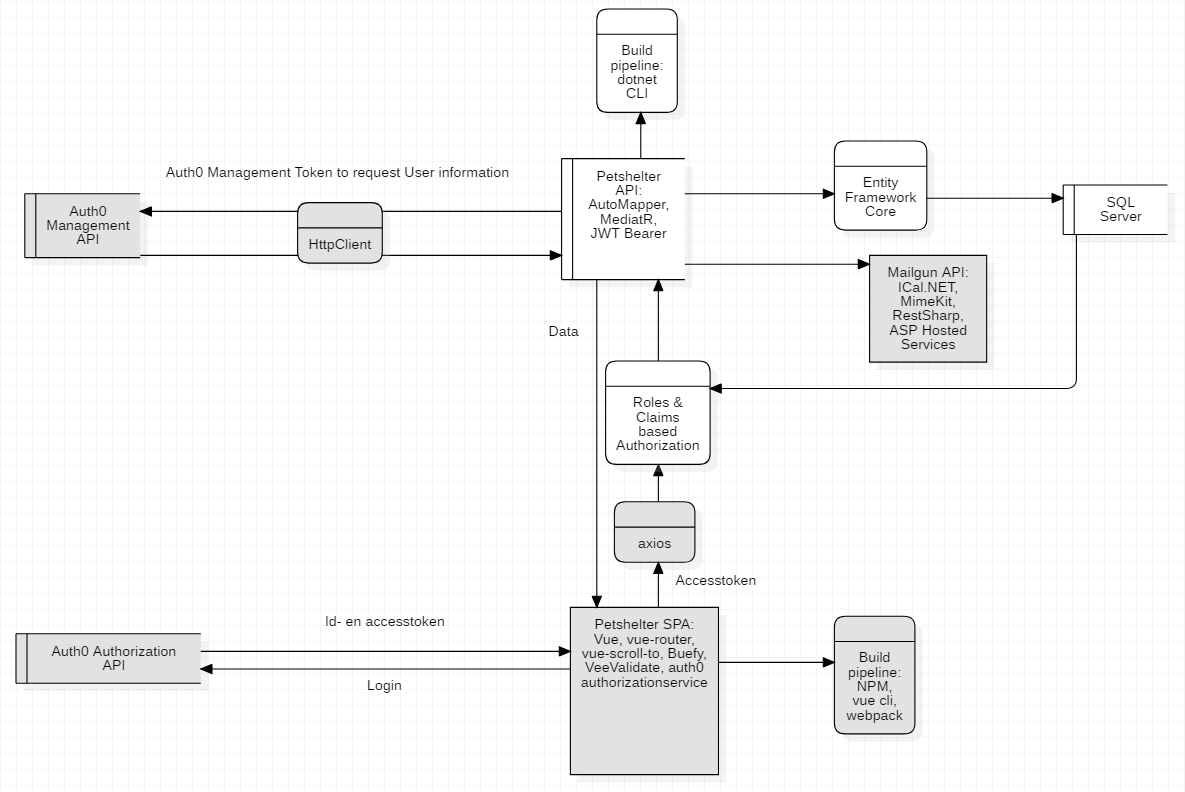 Build
pipeline:
dotnet
CLI
Auth0 Management Token to request User information
Petshelter
API:
AutoMapper,
MediatR,
JWT Bearer
Entity
Framework
Core
SQL
Server
Auth0
Management
API
HttpClient
Mailgun API:
ICal.NET,
MimeKit,
RestSharp,
ASP Hosted
Services
Data
Roles &
Claims
based
Authorization
axios
Accesstoken
Id- en accesstoken
Petshelter SPA:
Vue, vue-router,
vue-scroll-to, Buefy,
VeeValidate, auth0
authorizationservice
Auth0 Authorization
API
Login
Build
pipeline:
NPM,
vue cli,
webpack